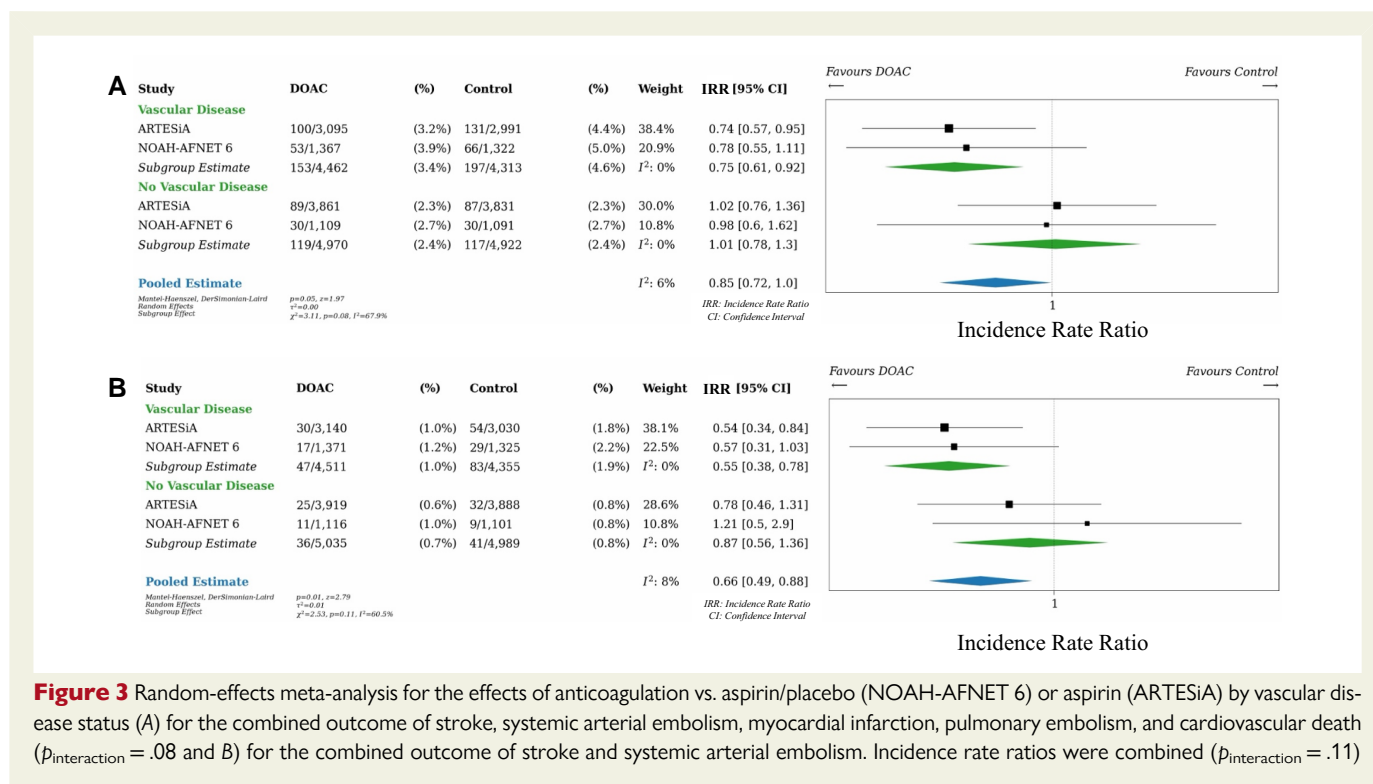 A
Study DOAC (%) Control (%) Weight IRR [95% CI]
Favours DOAC Favours Control
← →
Vascular Disease
ARTESiA 100/3,095 (3.2%) 131/2,991 (4.4%) 38.4% 0.74 [0.57, 0.95]
NOAH-AFNET 6 53/1,367 (3.9%) 66/1,322 (5.0%) 20.9% 0.78 [0.55, 1.11]
Subgroup Estimate 153/4,462 (3.4%) 197/4,313 (4.6%) I²: 0% 0.75 [0.61, 0.92]
No Vascular Disease
ARTESiA 89/3,861 (2.3%) 87/3,831 (2.3%) 30.0% 1.02 [0.76, 1.36]
NOAH-AFNET 6 30/1,109 (2.7%) 30/1,091 (2.7%) 10.8% 0.98 [0.6, 1.62]
Subgroup Estimate 119/4,970 (2.4%) 117/4,922 (2.4%) I²: 0% 1.01 [0.78, 1.3]
Pooled Estimate I²: 6% 0.85 [0.72, 1.0]
Mantel-Haenszel, DerSimonian-Laird p=0.05, z=1.97
Random Effects τ²=0.00
Subgroup Effect χ²=3.11, p=0.08, I²=67.9%
IRR: Incidence Rate Ratio
CI: Confidence Interval
1
Incidence Rate Ratio
B
Study DOAC (%) Control (%) Weight IRR [95% CI]
Favours DOAC Favours Control
← →
Vascular Disease
ARTESiA 30/3,140 (1.0%) 54/3,030 (1.8%) 38.1% 0.54 [0.34, 0.84]
NOAH-AFNET 6 17/1,371 (1.2%) 29/1,325 (2.2%) 22.5% 0.57 [0.31, 1.03]
Subgroup Estimate 47/4,511 (1.0%) 83/4,355 (1.9%) I²: 0% 0.55 [0.38, 0.78]
No Vascular Disease
ARTESiA 25/3,919 (0.6%) 32/3,888 (0.8%) 28.6% 0.78 [0.46, 1.31]
NOAH-AFNET 6 11/1,116 (1.0%) 9/1,101 (0.8%) 10.8% 1.21 [0.5, 2.9]
Subgroup Estimate 36/5,035 (0.7%) 41/4,989 (0.8%) I²: 0% 0.87 [0.56, 1.36]
Pooled Estimate I²: 8% 0.66 [0.49, 0.88]
Mantel-Haenszel, DerSimonian-Laird p=0.01, z=2.79
Random Effects τ²=0.01
Subgroup Effect χ²=2.53, p=0.11, I²=60.5%
IRR: Incidence Rate Ratio
CI: Confidence Interval
1
Incidence Rate Ratio
Figure 3 Random-effects meta-analysis for the effects of anticoagulation vs. aspirin/placebo (NOAH-AFNET 6) or aspirin (ARTESiA) by vascular dis-
ease status (A) for the combined outcome of stroke, systemic arterial embolism, myocardial infarction, pulmonary embolism, and cardiovascular death
(p interaction = .08 and B) for the combined outcome of stroke and systemic arterial embolism. Incidence rate ratios were combined (p interaction = .11)